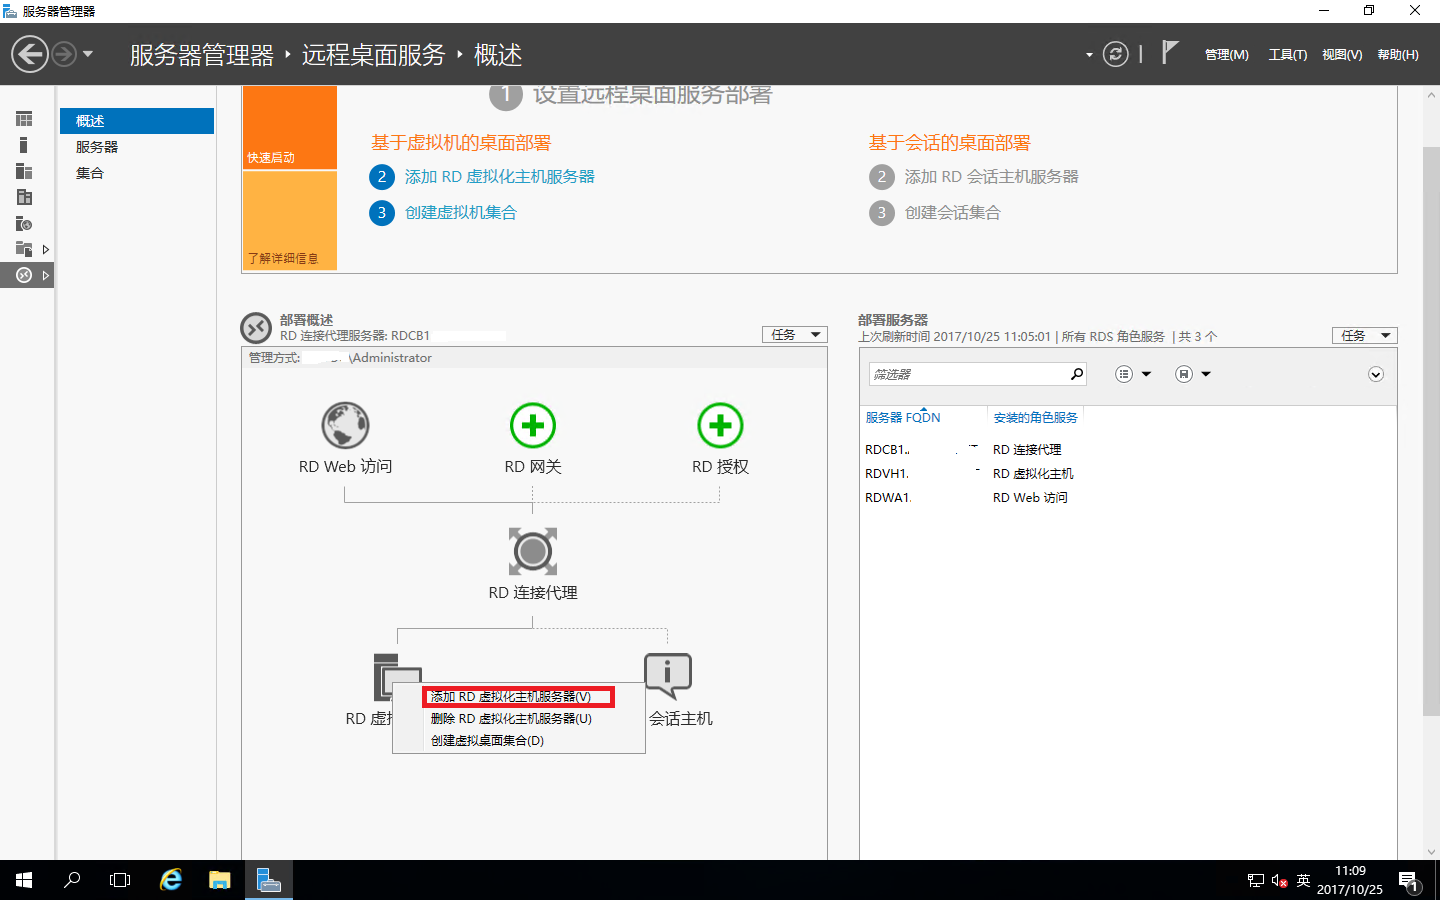 服务器管理器
服务器管理器 · 远程桌面服务 · 概述
管理(M) 工具(T) 视图(V) 帮助(H)
概述
服务器
集合
1 设置远程桌面服务部署
快速启动
了解详细信息
基于虚拟机的桌面部署
2 添加 RD 虚拟化主机服务器
3 创建虚拟机集合
基于会话的桌面部署
2 添加 RD 会话主机服务器
3 创建会话集合
部署概述
RD 连接代理服务器: RDCB1
任务
管理方式: \Administrator
RD Web 访问
RD 网关
RD 授权
RD 连接代理
RD 虚
添加 RD 虚拟化主机服务器(V)
删除 RD 虚拟化主机服务器(U)
创建虚拟桌面集合(D)
会话主机
部署服务器
上次刷新时间 2017/10/25 11:05:01 | 所有 RDS 角色服务 | 共 3 个
任务
筛选器
服务器 FQDN 安装的角色服务
RDCB1. RD 连接代理
RDVH1. RD 虚拟化主机
RDWA1. RD Web 访问
英
11:09
2017/10/25
1